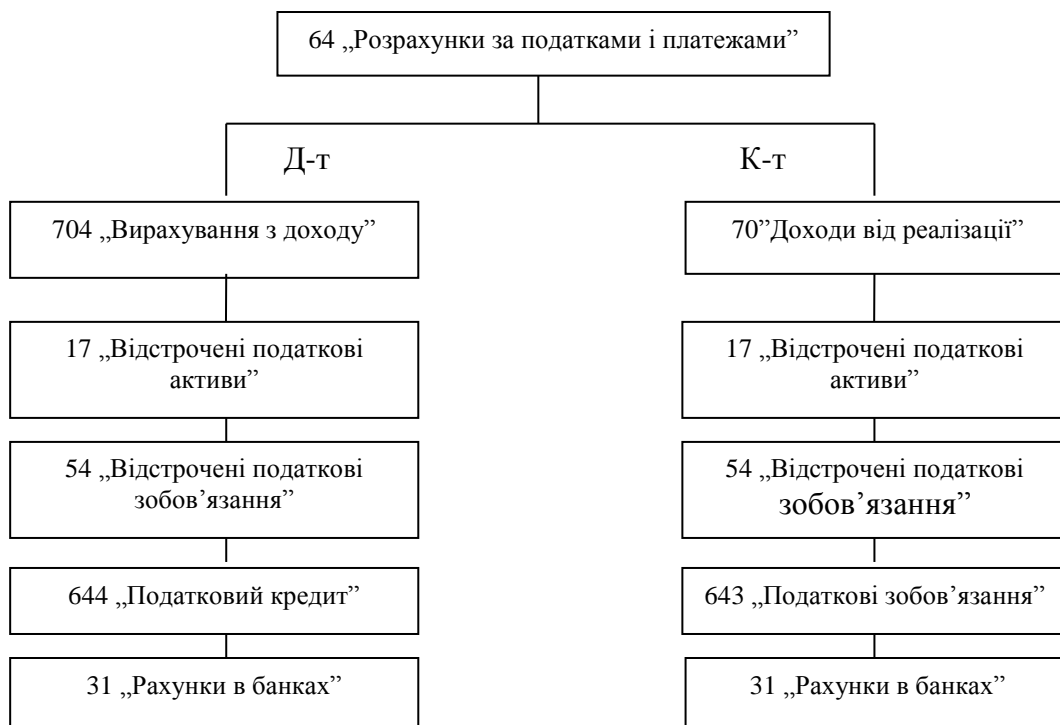 64 „Розрахунки за податками і платежами”
Д-т
К-т
704 „Вирахування з доходу”
70”Доходи від реалізації”
17 „Відстрочені податкові
активи”
17 „Відстрочені податкові
активи”
54 „Відстрочені податкові
зобов’язання”
54 „Відстрочені податкові
зобов’язання”
644 „Податковий кредит”
643 „Податкові зобов’язання”
31 „Рахунки в банках”
31 „Рахунки в банках”